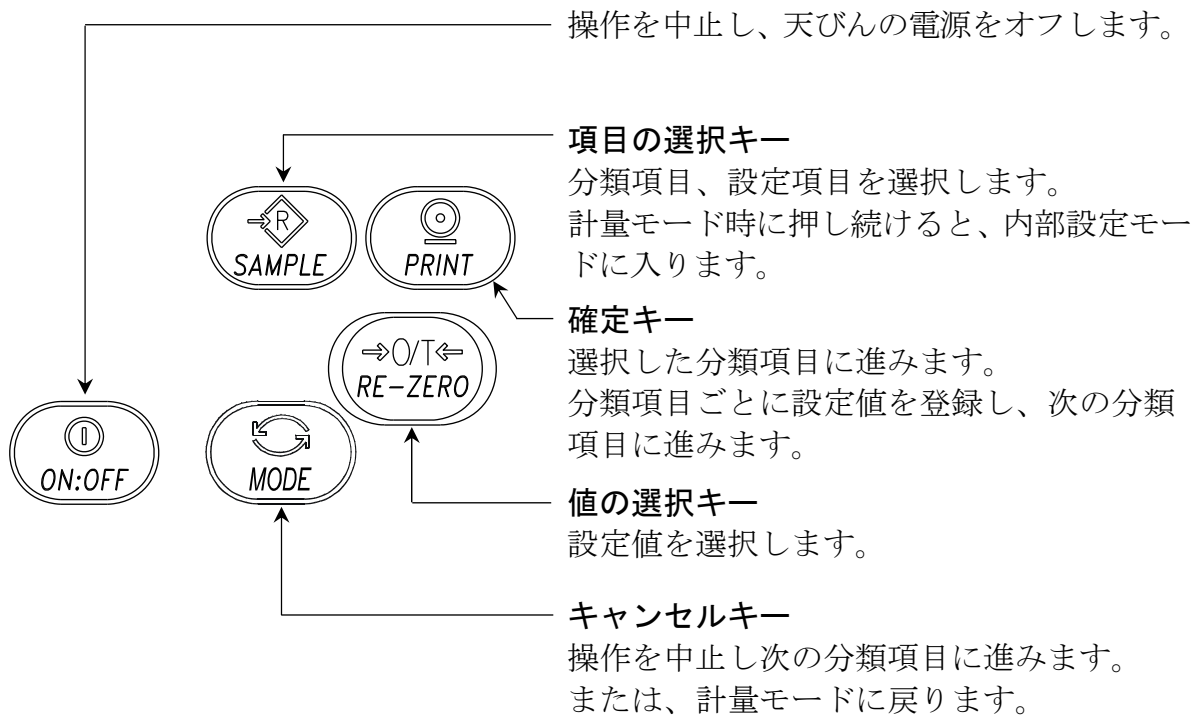 操作を中止し、天びんの電源をオフします。
項目の選択キー
分類項目、設定項目を選択します。
計量モード時に押し続けると、内部設定モー
ドに入ります。
R
SAMPLE
PRINT
確定キー
選択した分類項目に進みます。
分類項目ごとに設定値を登録し、次の分類
項目に進みます。
→O/T←
RE-ZERO
ON:OFF
MODE
値の選択キー
設定値を選択します。
キャンセルキー
操作を中止し次の分類項目に進みます。
または、計量モードに戻ります。